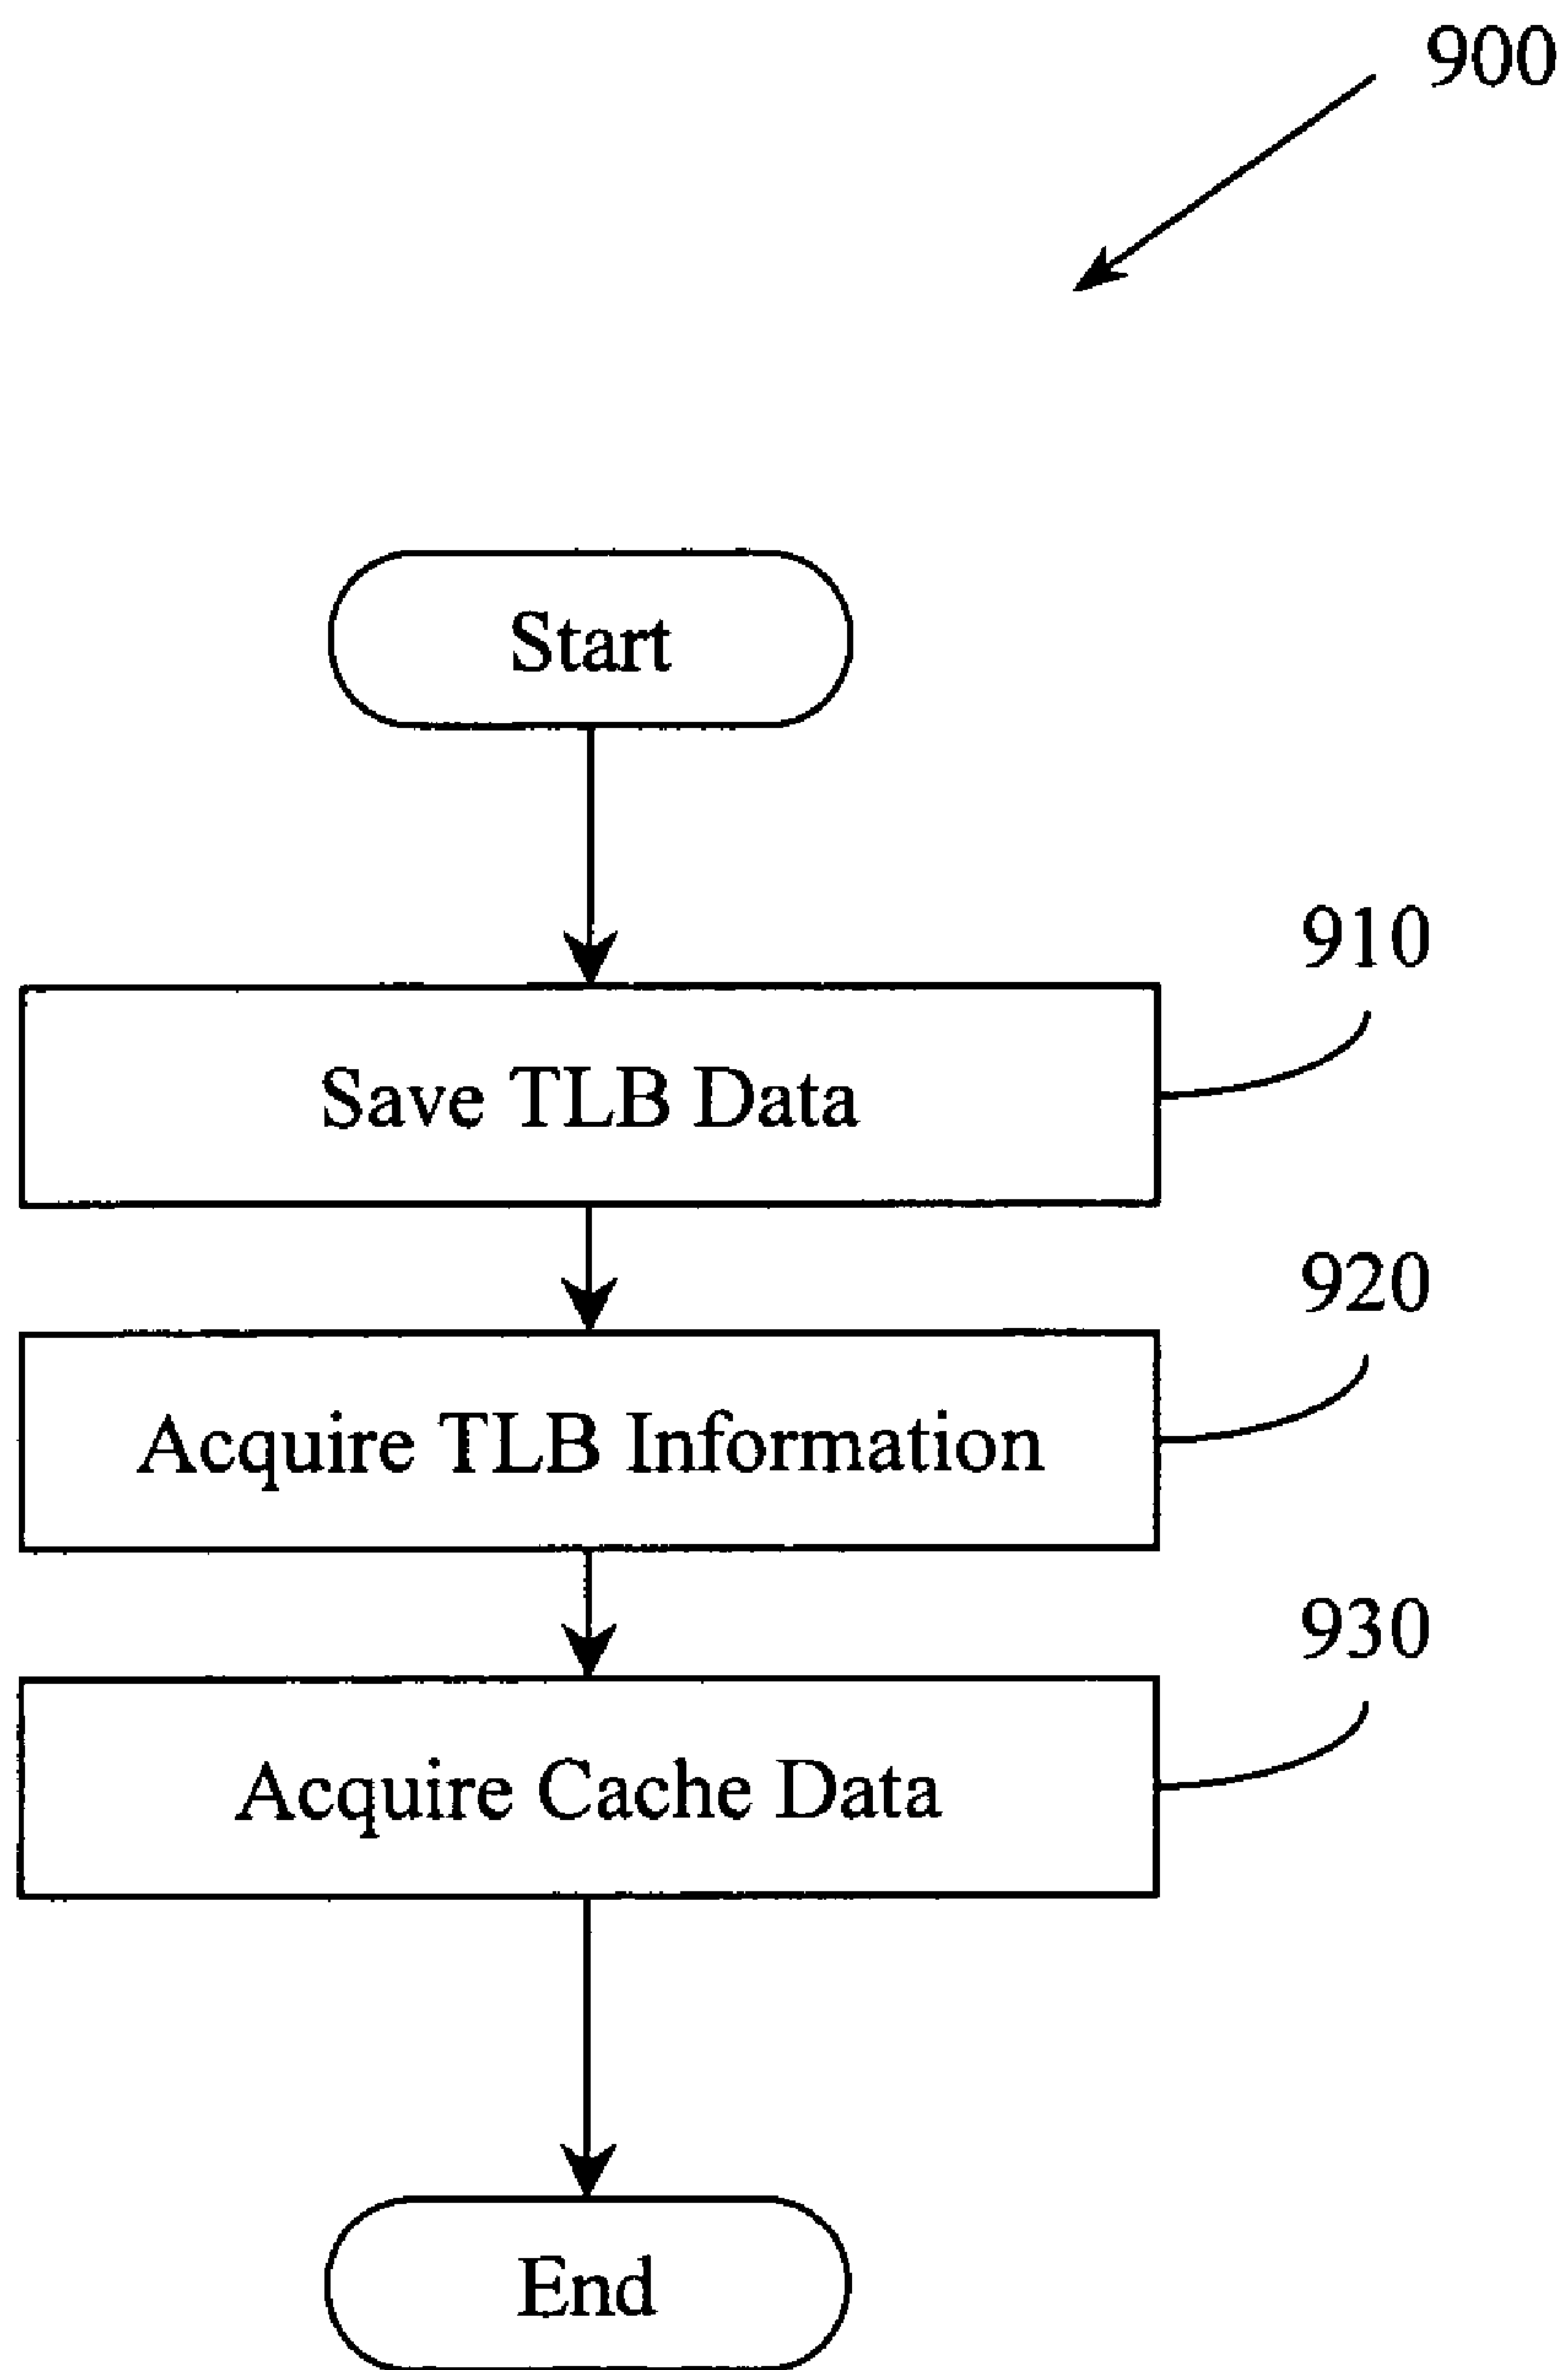 900
Start
910
Save TLB Data
920
Acquire TLB Information
930
Acquire Cache Data
End